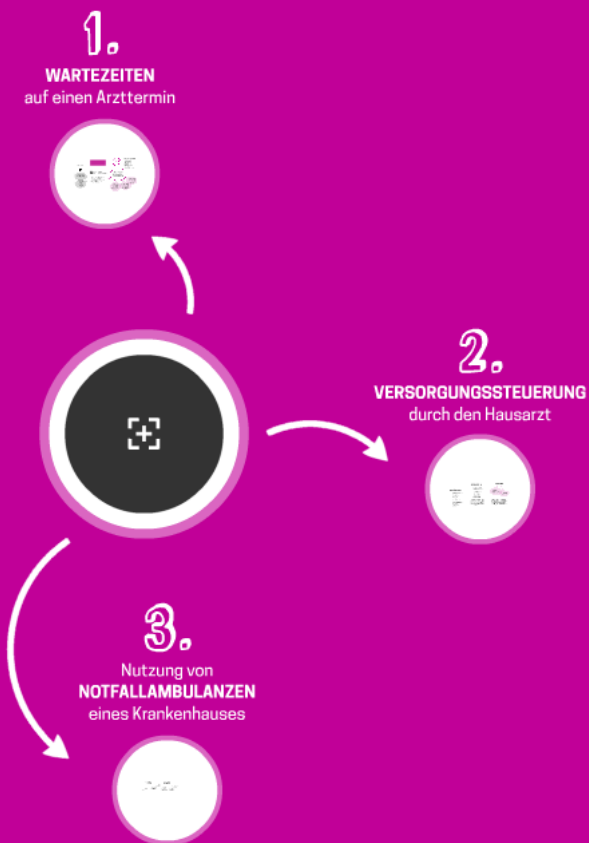 1.
WARTEZEITEN
auf einen Arzttermin
2.
VERSORGUNGSSTEUERUNG
durch den Hausarzt
3.
Nutzung von
NOTFALLAMBULANZEN
eines Krankenhauses